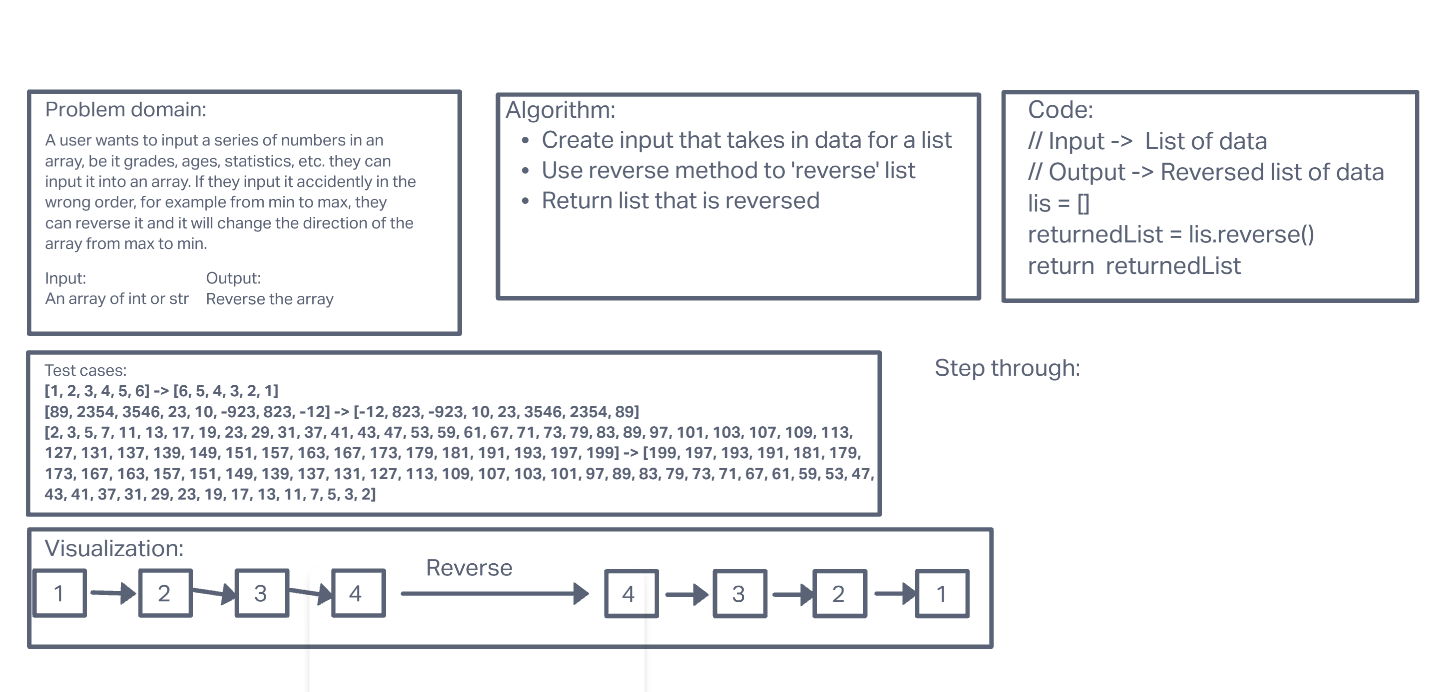 Problem domain:
A user wants to input a series of numbers in an
array, be it grades, ages, statistics, etc. they can
input it into an array. If they input it accidently in the
wrong order, for example from min to max, they
can reverse it and it will change the direction of the
array from max to min.
Input:
An array of int or str
Output:
Reverse the array
Algorithm:
• Create input that takes in data for a list
• Use reverse method to 'reverse' list
• Return list that is reversed
Code:
// Input -> List of data
// Output -> Reversed list of data
lis = []
returnedList = lis.reverse()
return returnedList
Test cases:
[1, 2, 3, 4, 5, 6] -> [6, 5, 4, 3, 2, 1]
[89, 2354, 3546, 23, 10, -923, 823, -12] -> [-12, 823, -923, 10, 23, 3546, 2354, 89]
[2, 3, 5, 7, 11, 13, 17, 19, 23, 29, 31, 37, 41, 43, 47, 53, 59, 61, 67, 71, 73, 79, 83, 89, 97, 101, 103, 107, 109, 113,
127, 131, 137, 139, 149, 151, 157, 163, 167, 173, 179, 181, 191, 193, 197, 199] -> [199, 197, 193, 191, 181, 179,
173, 167, 163, 157, 151, 149, 139, 137, 131, 127, 113, 109, 107, 103, 101, 97, 89, 83, 79, 73, 71, 67, 61, 59, 53, 47,
43, 41, 37, 31, 29, 23, 19, 17, 13, 11, 7, 5, 3, 2]
Step through:
Visualization:
Reverse
1 2 3 4 4 3 2 1